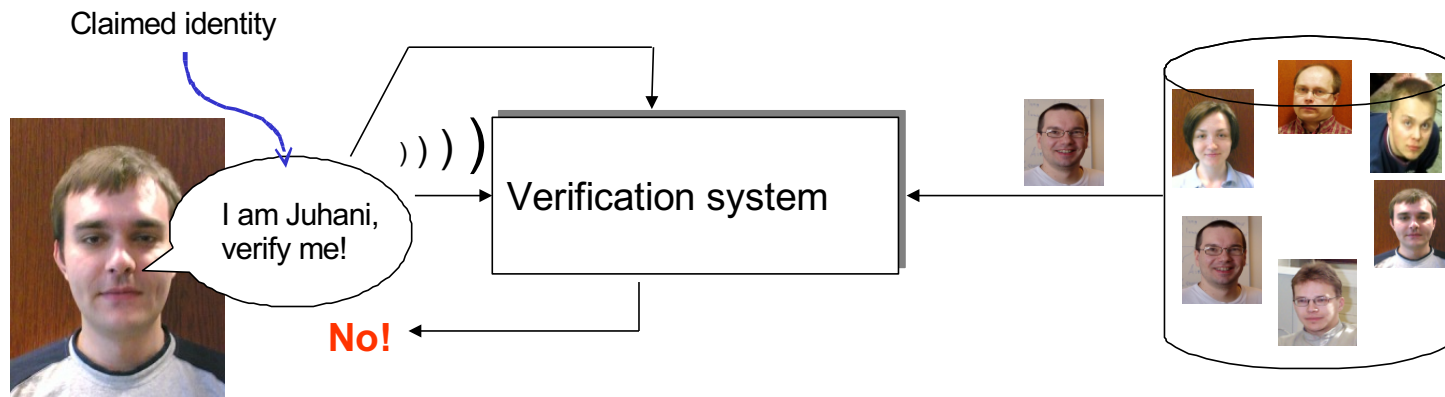 Claimed identity
I am Juhani,
verify me!
Verification system
No!